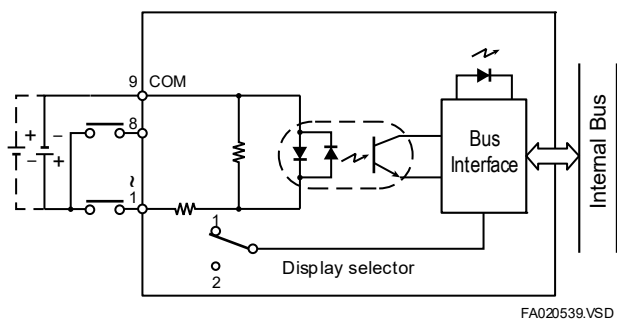 9 COM
+ − − +
8
~
1
1
2
Display selector
Bus
Interface
Internal Bus
FA020539.VSD